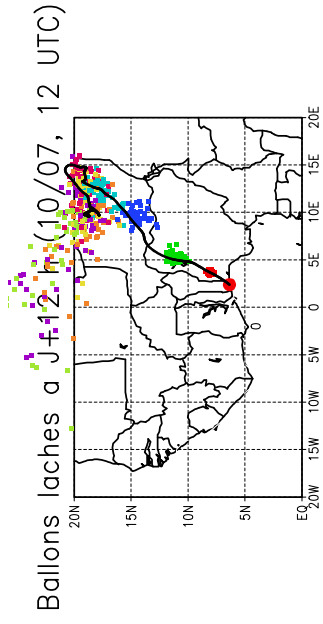 Ballons laches a J+12 (10/07, 12 UTC)
20N
15N
10N
5N
EQ
20W
15W
10W
5W
0
5E
10E
15E
20E